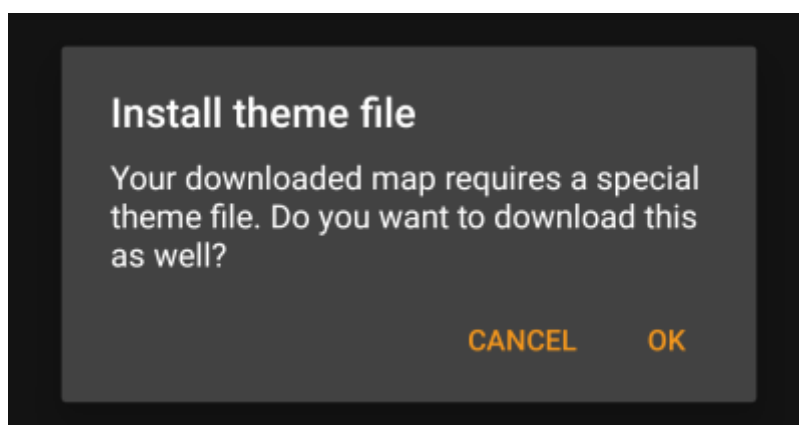 Install theme file
Your downloaded map requires a special
theme file. Do you want to download this
as well?
CANCEL OK